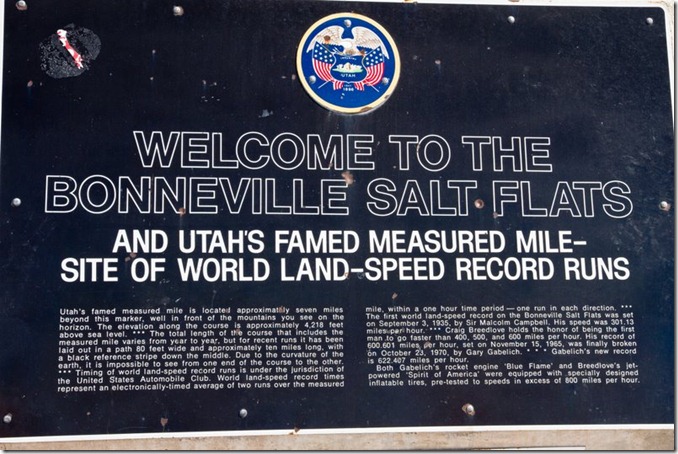 UTAH
1896
WELCOME TO THE
BONNEVILLE SALT FLATS
AND UTAH'S FAMED MEASURED MILE-
SITE OF WORLD LAND-SPEED RECORD RUNS
Utah's famed measured mile is located approximately seven miles
beyond this marker, well in front of the mountains you see on the
horizon. The elevation along the course is approximately 4,218 feet
above sea level. *** The total length of the course that includes the
measured mile varies from year to year, but for recent runs it has been
laid out in a path 80 feet wide and approximately ten miles long, with
a black reference stripe down the middle. Due to the curvature of the
earth, it is impossible to see from one end of the course to the other.
*** Timing of world land-speed record runs is under the jurisdiction of
the United States Automobile Club. World land-speed record times
represent an electronically-timed average of two runs over the measured
mile, within a one hour time period — one run in each direction. ***
The first world land-speed record on the Bonneville Salt Flat was set
on September 3, 1935, by Sir Malcolm Campbell. His speed was 301.13
miles per hour. *** Craig Breedlove holds the honor of being the first
man to go faster than 400, 500, and 600 miles per hour. His record of
600.601 miles per hour, set on November 15, 1965, was finally broken
on October 23, 1970, by Gary Gabelich. **** Gabelich's new record
is 622.407 miles per hour.
Both Gabelich's rocket engine 'Blue Flame' and Breedlove's jet-
powered 'Spirit of America' were equipped with specially designed
inflatable tires, pre-tested to speeds in excess of 800 miles per hour.